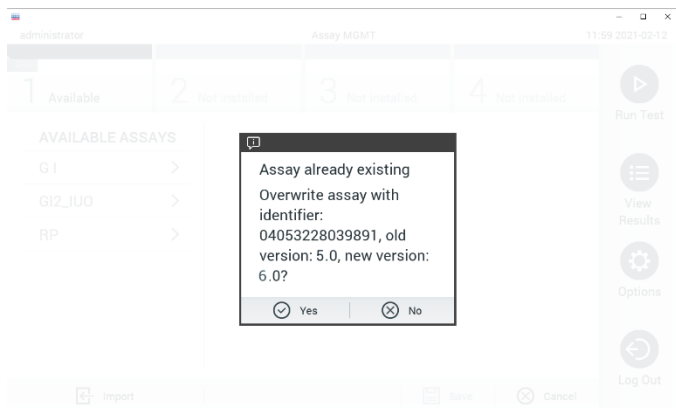 administrator
Assay MGMT
11:59 2021-02-12
1 Available
2 Not installed
3 Not installed
4 Not installed
AVAILABLE ASSAYS
G I
GI2_IUO
RP
Run Test
View
Results
Options
Log Out
Assay already existing
Overwrite assay with
identifier:
04053228039891, old
version: 5.0, new version:
6.0?
Yes
No
Import
Save
Cancel